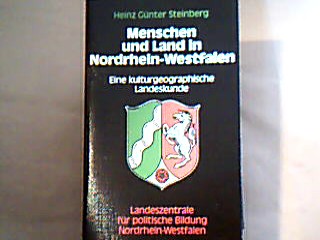 Heinz Günter Steinberg
Menschen
und Land in
Nordrhein-Westfalen
Eine kulturgeographische
Landeskunde
Landeszentrale
für politische Bildung
Nordrhein-Westfalen